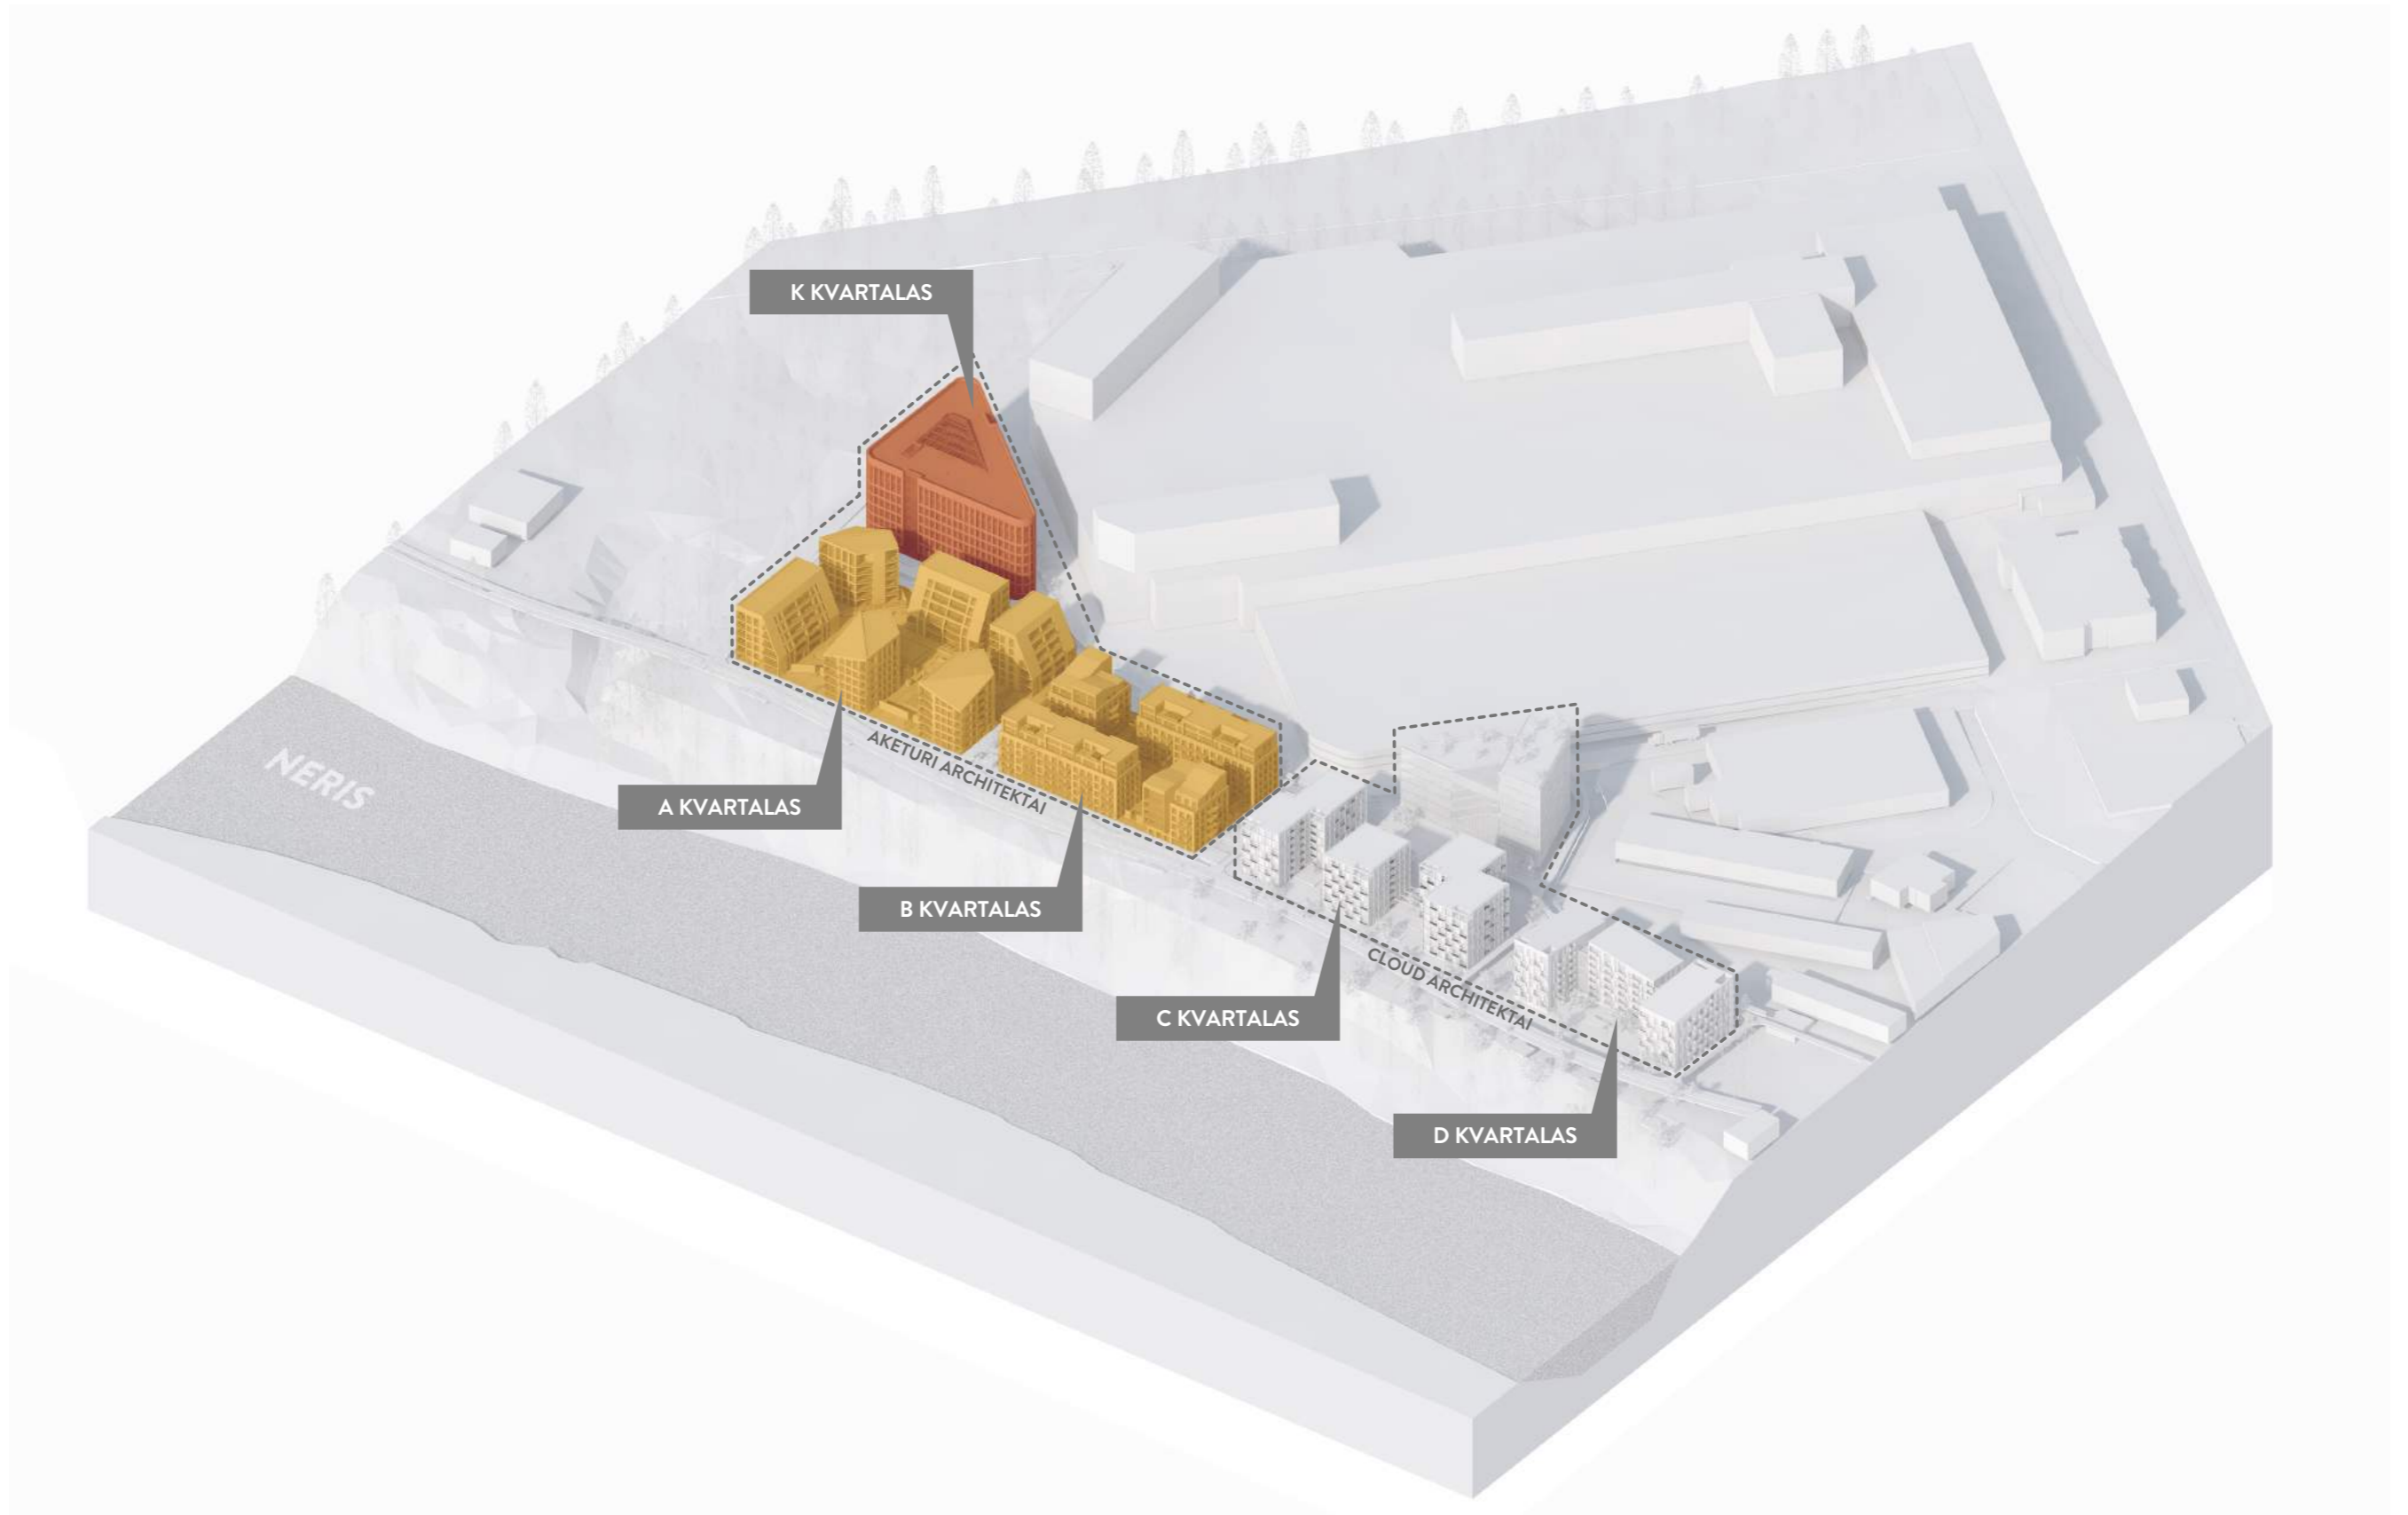 K KVARTALAS
NERIS
AKETURI ARCHITEKTAI
A KVARTALAS
B KVARTALAS
CLOUD ARCHITEKTAI
C KVARTALAS
D KVARTALAS